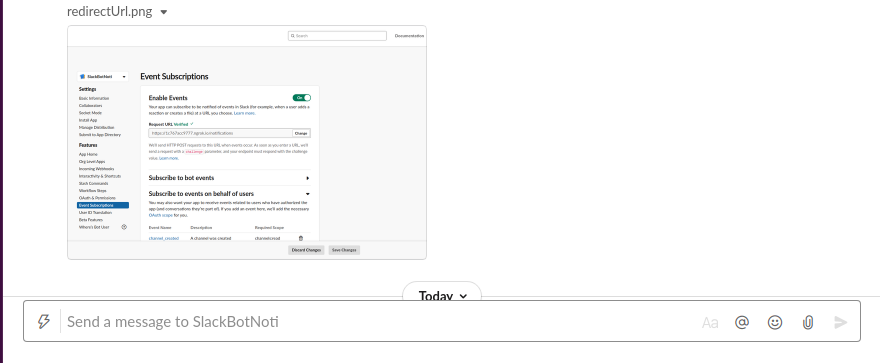 redirectUrl.png
Search
Documentation
SlackBotNoti
Event Subscriptions
Settings
Basic Information
Collaborators
Socket Mode
Install App
Manage Distribution
Submit to App Directory
Features
App Home
Org Level Apps
Incoming Webhooks
Interactivity & Shortcuts
Slash Commands
Workflow Steps
OAuth & Permissions
Event Subscriptions
User ID Translation
Beta Features
Where's Bot User
Enable Events
On
Your app can subscribe to be notified of events in Slack (for example, when a user adds a
reaction or creates a file) at a URL you choose. Learn more.
Request URL Verified
Change
We'll send HTTP POST requests to this URL when events occur. As soon as you enter a URL, we'll
send a request with a challenge parameter, and your endpoint must respond with the challenge
value. Learn more.
Subscribe to bot events
Subscribe to events on behalf of users
You may also want your app to receive events related to users who have authorized the
app (and conversations they're part of). If you add an event here, we'll add the necessary
OAuth scope for you.
Event Name Description Required Scope
channel_created A channel was created channels:read
Discard Changes Save Changes
Today
Send a message to SlackBotNoti
Aa